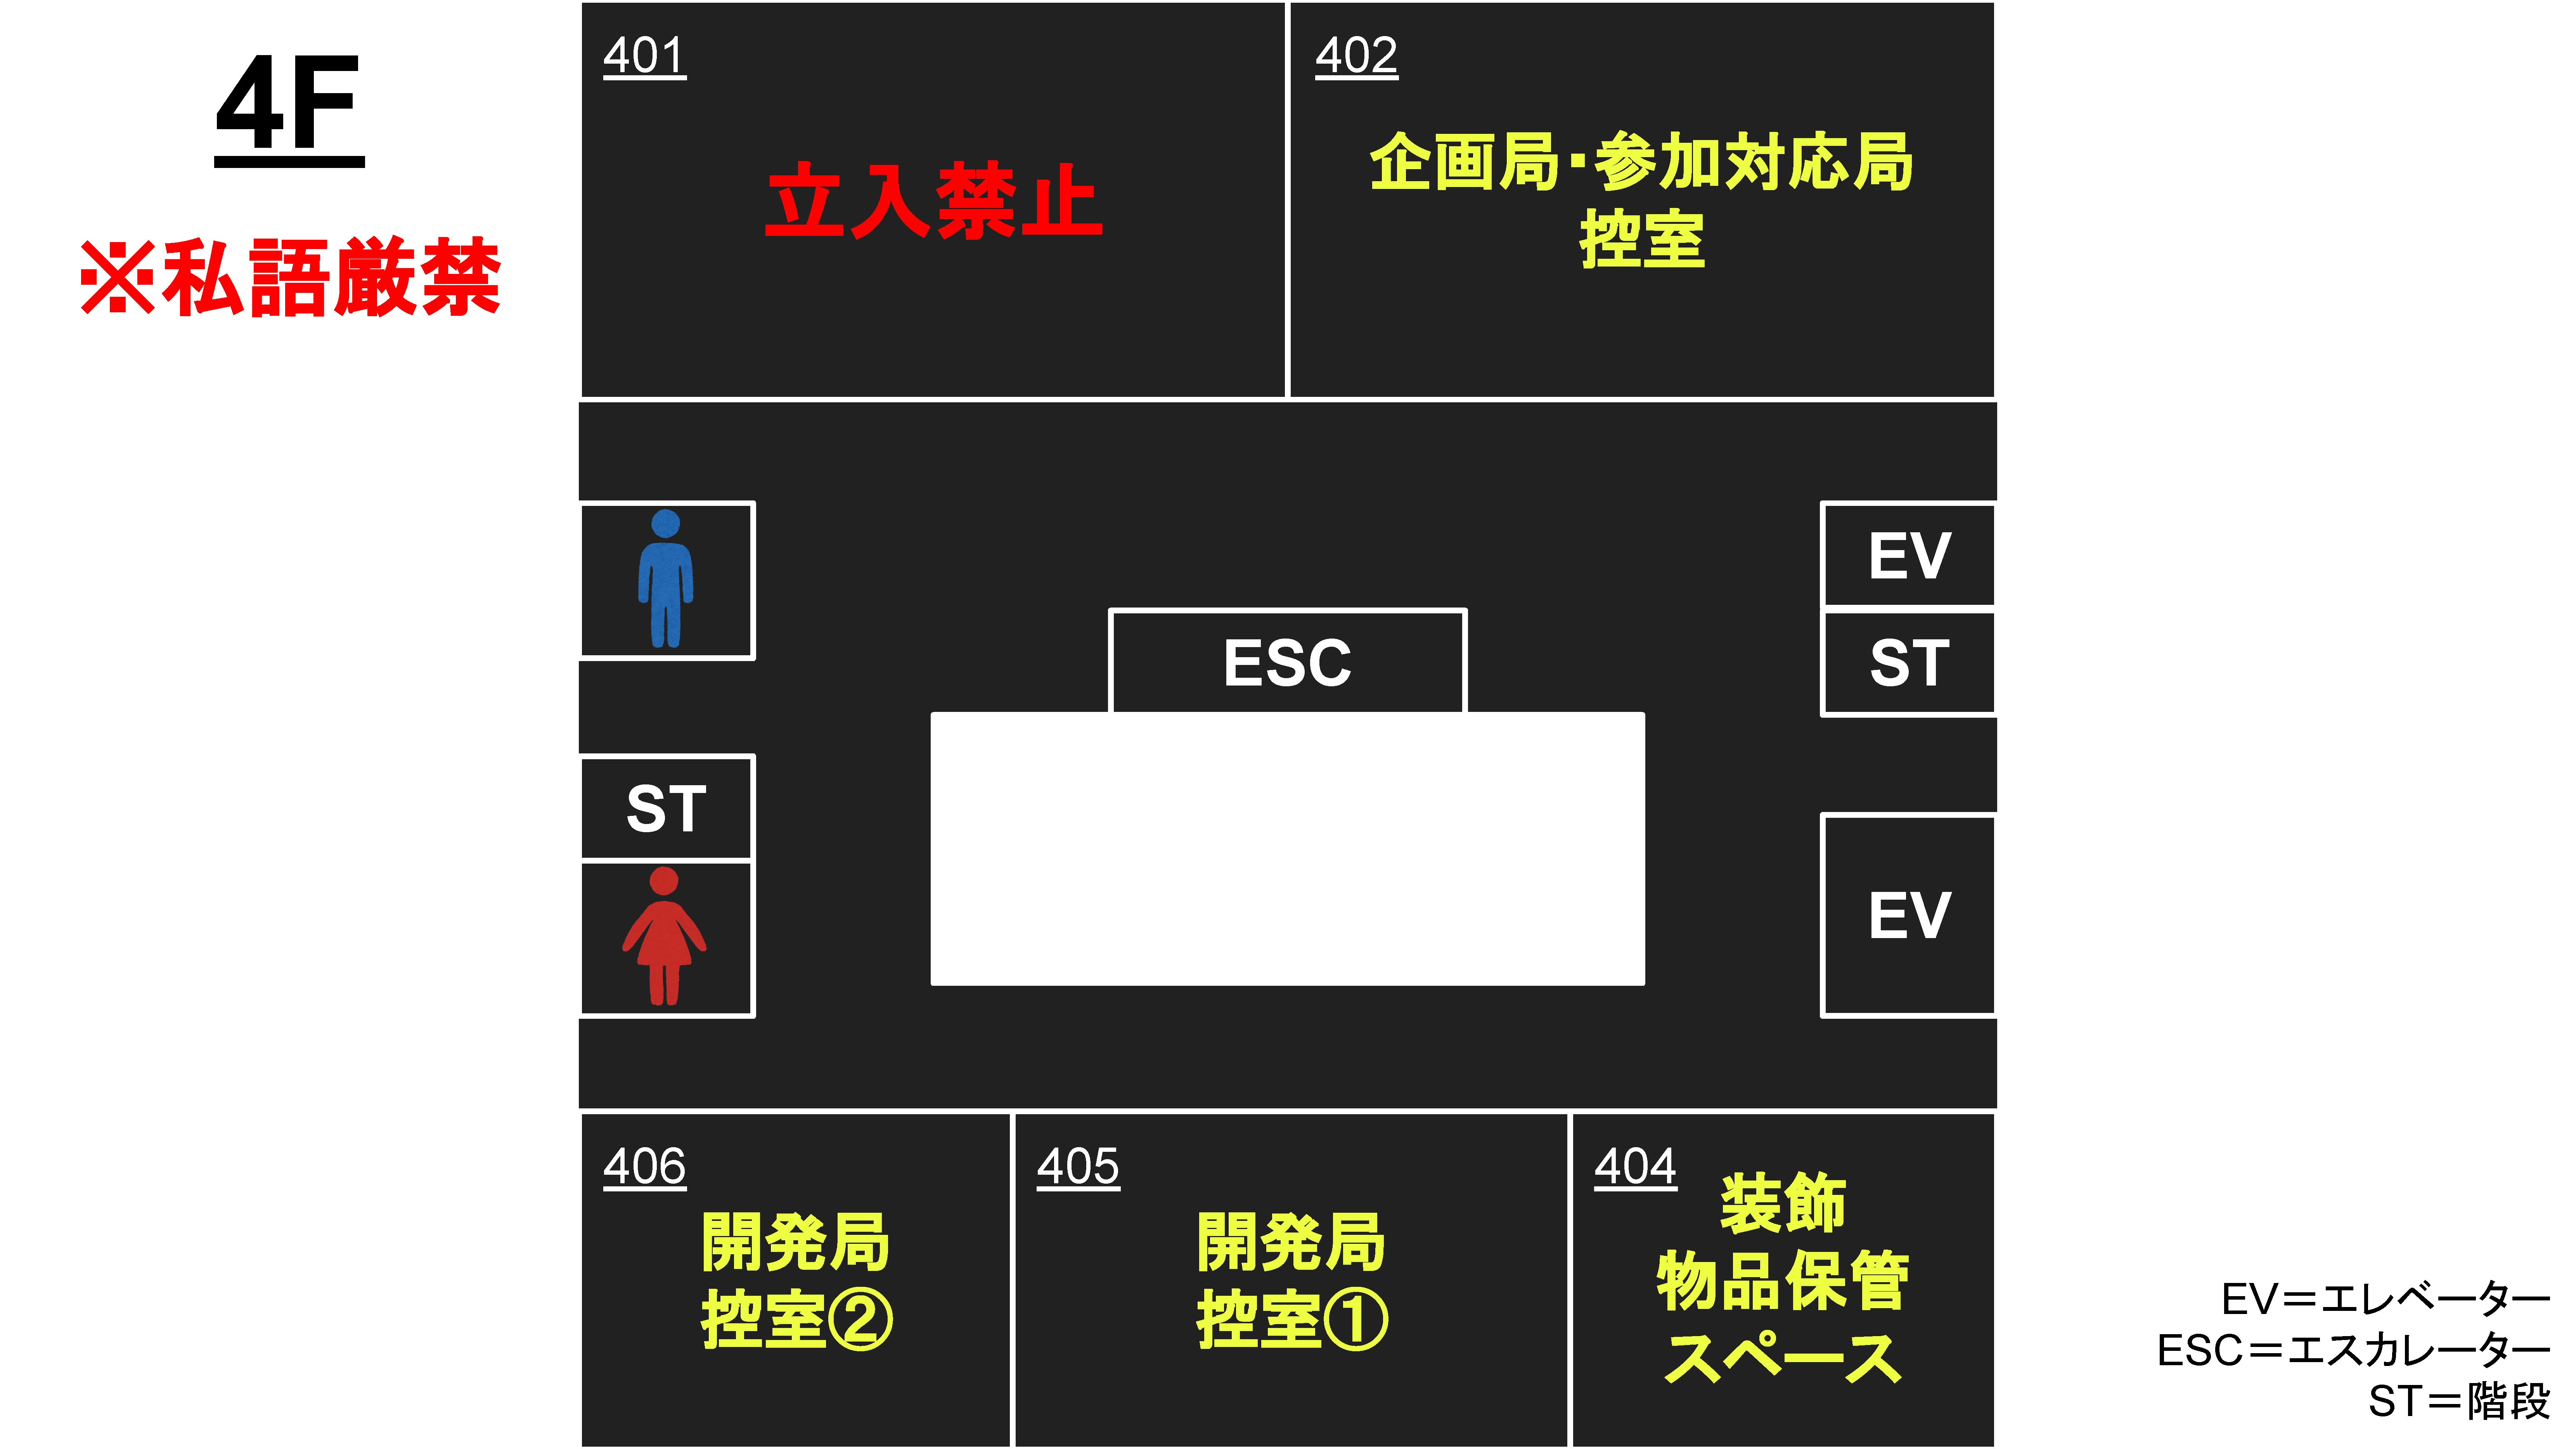 4F
※私語厳禁
401
立入禁止
402
企画局・参加対応局
控室
EV
ESC
ST
ST
EV
406
開発局
控室②
405
開発局
控室①
404
装飾
物品保管
スペース
EV＝エレベーター
ESC＝エスカレーター
ST＝階段